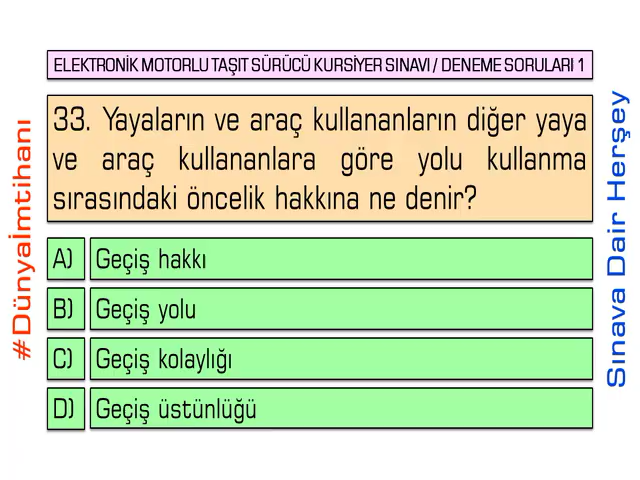 ELEKTRONİK MOTORLU TAŞIT SÜRÜCÜ KURSİYER SINAVI / DENEME SORULARI 1
33. Yayaların ve araç kullananların diğer yaya
ve araç kullananlara göre yolu kullanma
sırasındaki öncelik hakkına ne denir?
A) Geçiş hakkı
B) Geçiş yolu
C) Geçiş kolaylığı
D) Geçiş üstünlüğü
#Dünyaİmtihanı
Sınava Dair Herşey